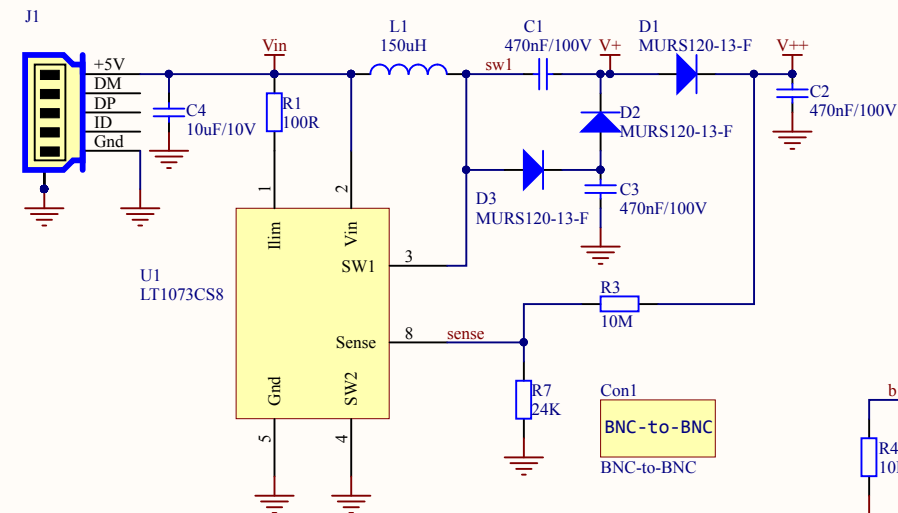 J1
+5V
DM
DP
ID
Gnd
C4
10uF/10V
Vin
R1
100R
L1
150uH
sw1
C1
470nF/100V
V+
D1
MURS120-13-F
V++
C2
470nF/100V
D2
MURS120-13-F
D3
MURS120-13-F
C3
470nF/100V
1
2
Ilim
Vin
U1
LT1073CS8
SW1
3
Sense
8
sense
Gnd
SW2
5
4
R3
10M
R7
24K
Con1
BNC-to-BNC
BNC-to-BNC
b
R4